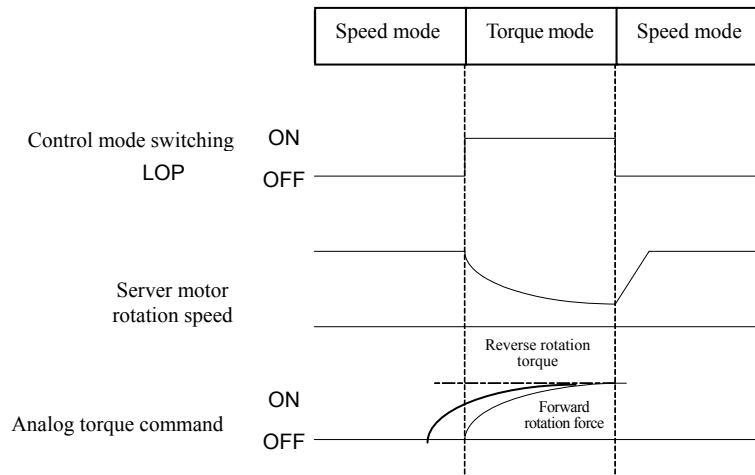 Speed mode Torque mode Speed mode
Control mode switching ON
LOP OFF
Server motor
rotation speed
Reverse rotation
torque
ON Forward
Analog torque command rotation force
OFF